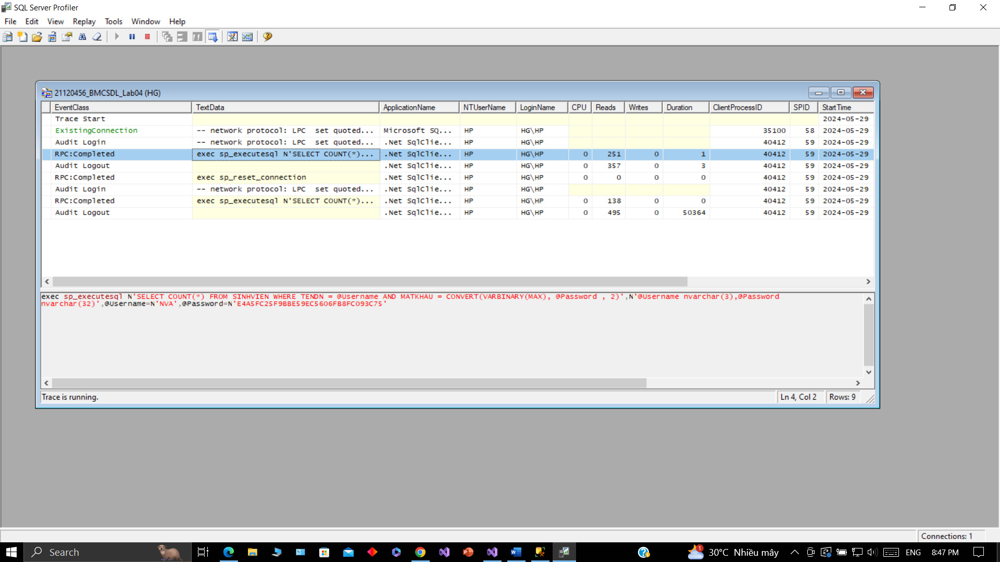 SQL Server Profiler
File Edit View Replay Tools Window Help
21120456_BMCSDL_Lab04 (HG)
EventClass TextData ApplicationName NTUserName LoginName CPU Reads Writes Duration ClientProcessID SPID StartTime
Trace Start 2024-05-29
ExistingConnection -- network protocol: LPC set quoted... Microsoft SQ... HP HG\HP 35100 58 2024-05-29
Audit Login -- network protocol: LPC set quoted... .Net SqlClie... HP HG\HP 40412 59 2024-05-29
RPC:Completed exec sp_executesql N'SELECT COUNT(*)... .Net SqlClie... HP HG\HP 0 251 0 1 40412 59 2024-05-29
Audit Logout .Net SqlClie... HP HG\HP 0 357 0 3 40412 59 2024-05-29
RPC:Completed exec sp_reset_connection .Net SqlClie... HP HG\HP 0 0 0 0 40412 59 2024-05-29
Audit Login -- network protocol: LPC set quoted... .Net SqlClie... HP HG\HP 40412 59 2024-05-29
RPC:Completed exec sp_executesql N'SELECT COUNT(*)... .Net SqlClie... HP HG\HP 0 138 0 0 40412 59 2024-05-29
Audit Logout .Net SqlClie... HP HG\HP 0 495 0 50364 40412 59 2024-05-29
exec sp_executesql N'SELECT COUNT(*) FROM SINHVIEN WHERE TENDN = @Username AND MATKHAU = CONVERT(VARBINARY(MAX), @Password , 2)',N'@Username nvarchar(3),@Password
nvarchar(32)',@Username=N'NVA',@Password=N'E4A5FC25F9BBE59EC5606FB8FC093C75'
Trace is running. Ln 4, Col 2 Rows: 9
Connections: 1
Search 1 30°C Nhiều mây ENG 8:47 PM